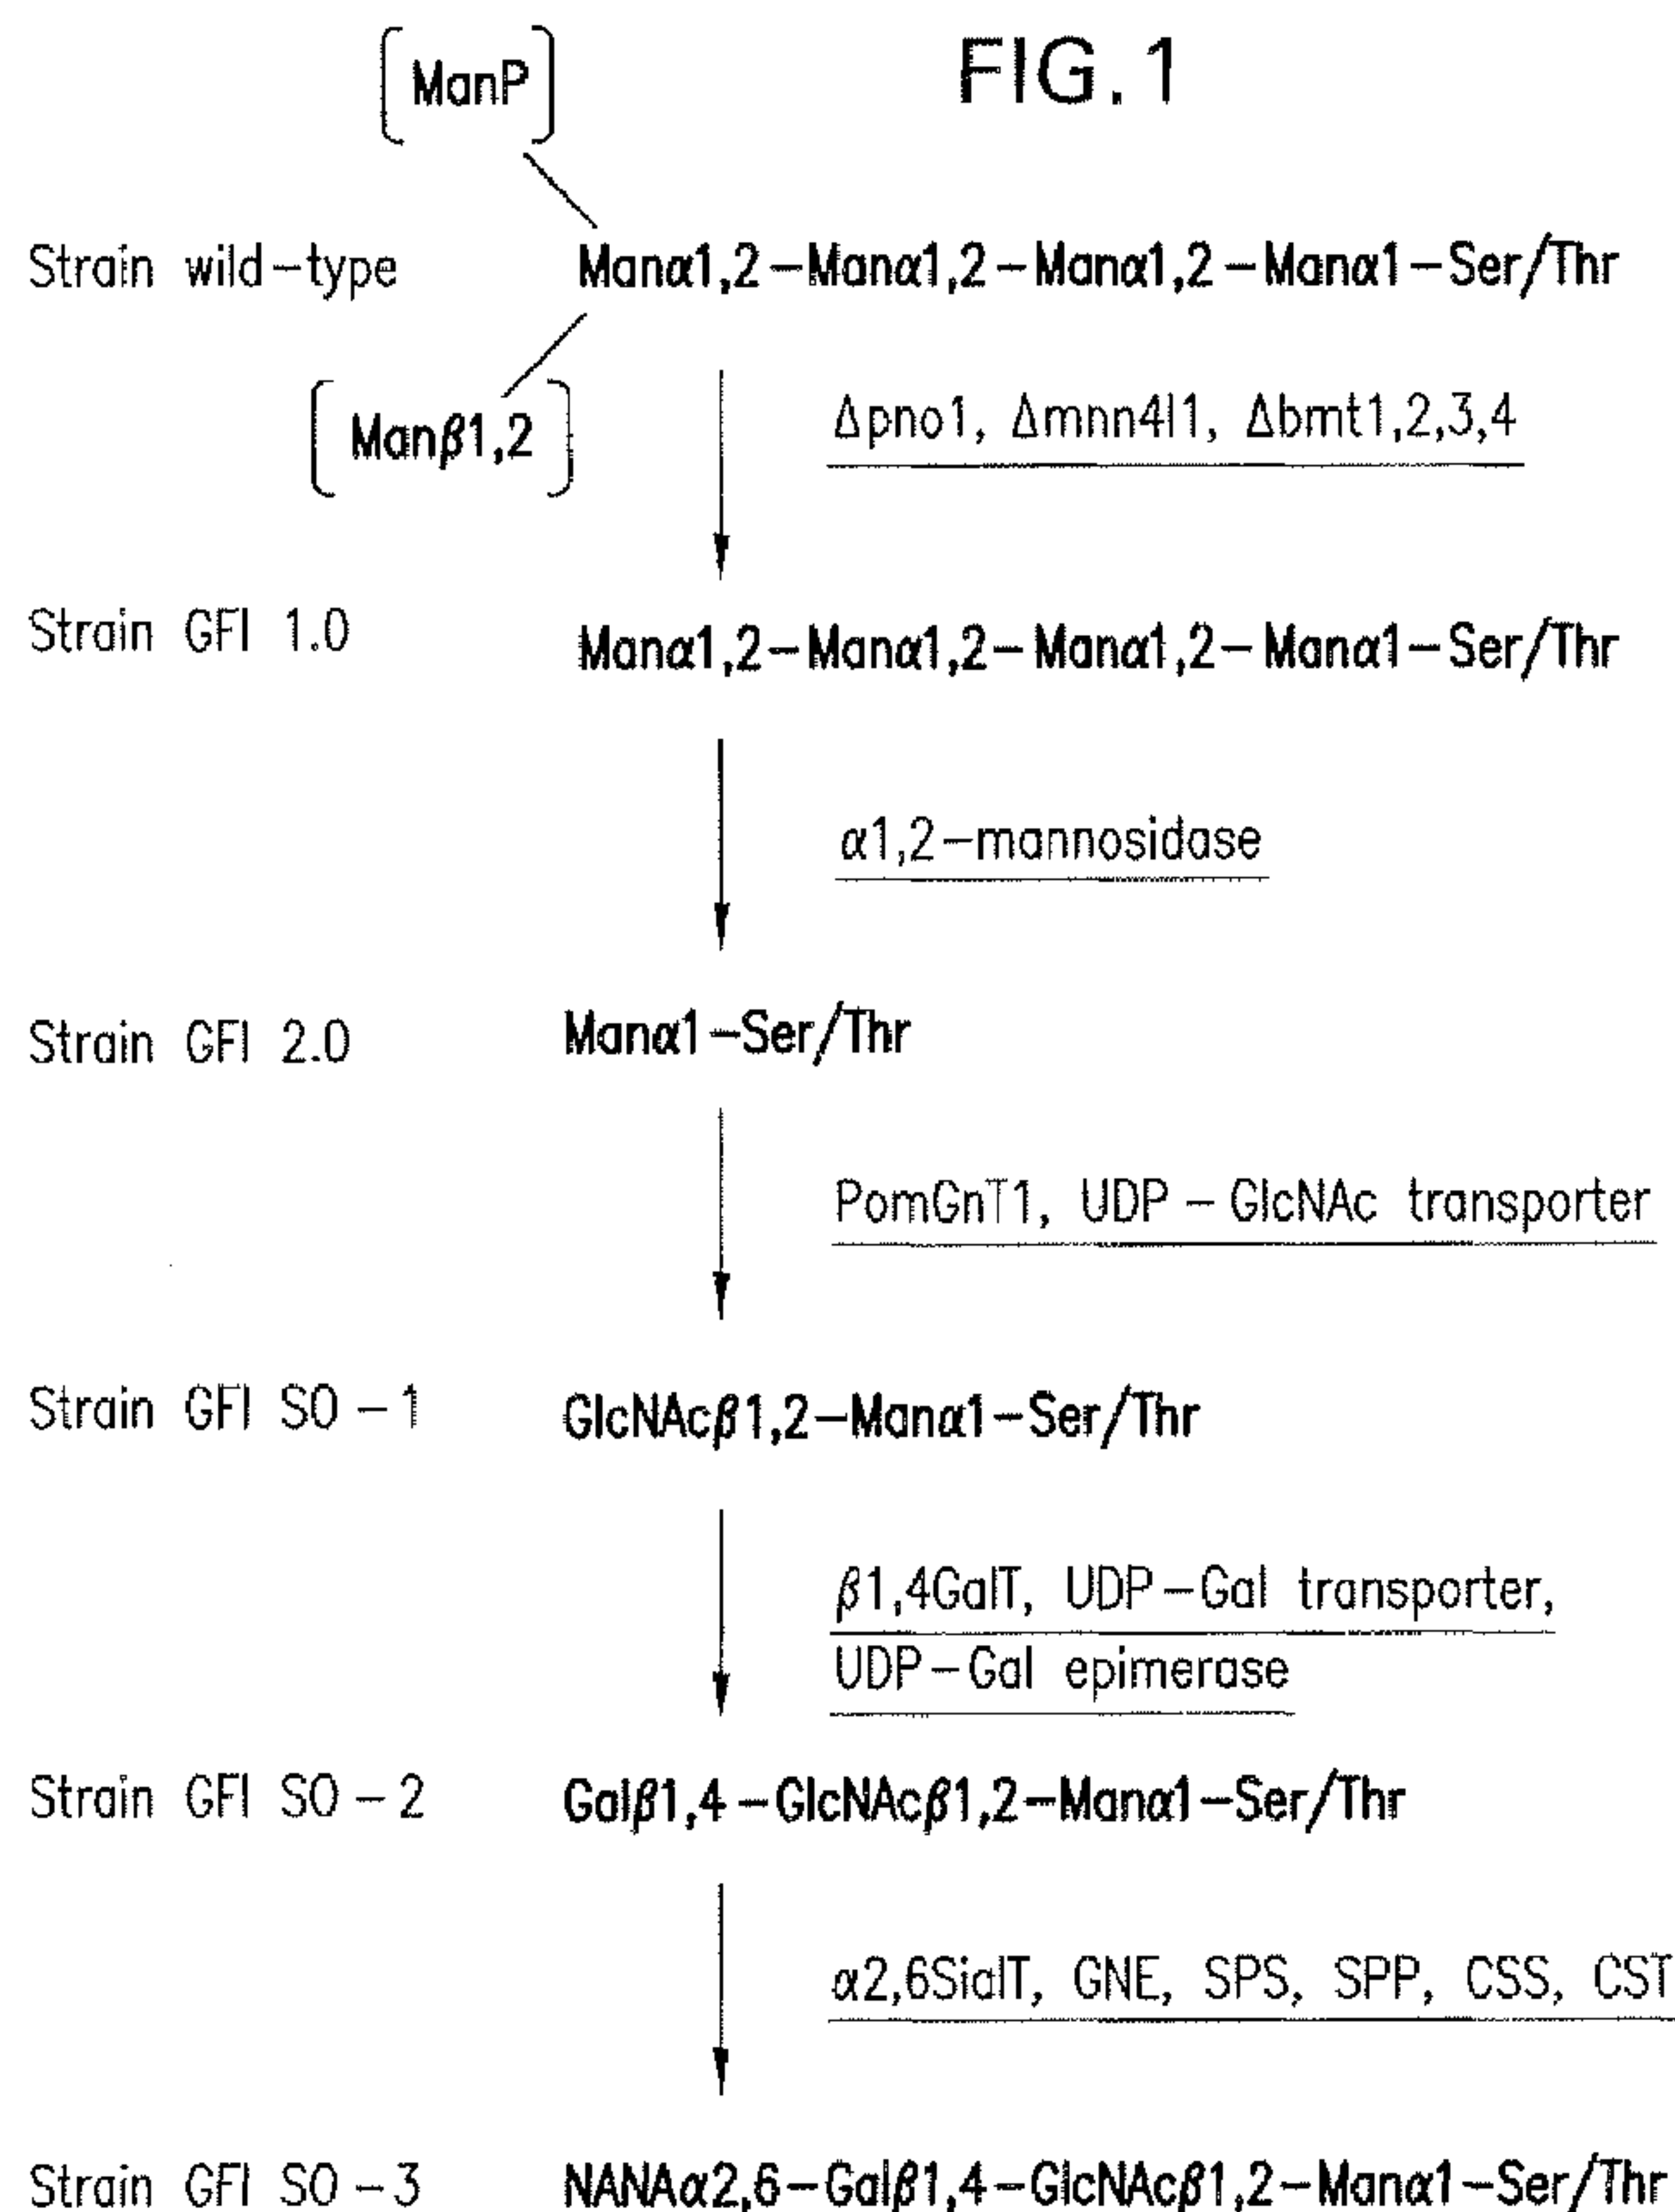 FIG. 1
[ManP]
Strain wild-type Manα1,2-Manα1,2-Manα1,2-Manα1-Ser/Thr
[Manβ1,2]
Δpno1, Δmnn4l1, Δbmt1,2,3,4
Strain GFI 1.0 Manα1,2-Manα1,2-Manα1,2-Manα1-Ser/Thr
α1,2-mannosidase
Strain GFI 2.0 Manα1-Ser/Thr
PomGnT1, UDP-GlcNAc transporter
Strain GFI SO-1 GlcNAcβ1,2-Manα1-Ser/Thr
β1,4GalT, UDP-Gal transporter,
UDP-Gal epimerase
Strain GFI SO-2 Galβ1,4-GlcNAcβ1,2-Manα1-Ser/Thr
α2,6SialT, GNE, SPS, SPP, CSS, CST
Strain GFI SO-3 NANAα2,6-Galβ1,4-GlcNAcβ1,2-Manα1-Ser/Thr